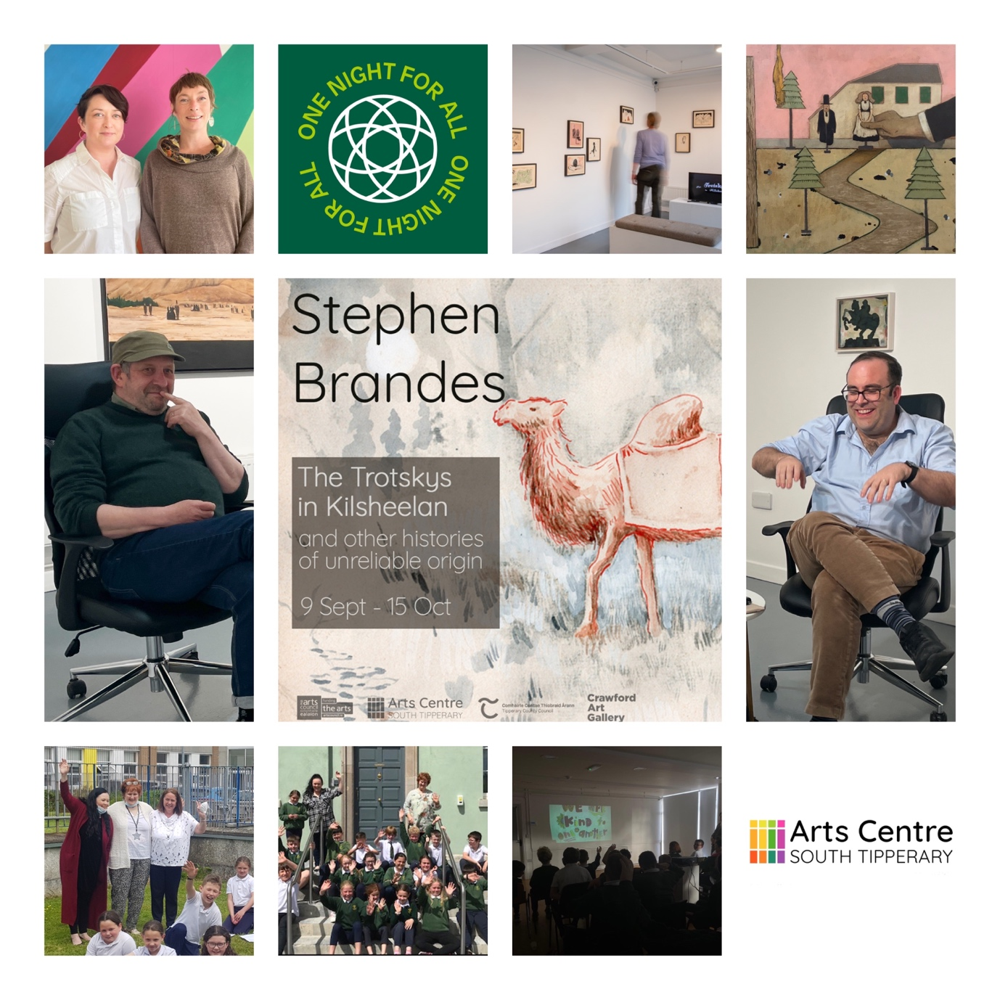 ONE NIGHT FOR ALL ONE NIGHT FOR ALL
Trotsky
Stephen
Brandes
The Trotskys
in Kilsheelan
and other histories
of unreliable origin
9 Sept - 15 Oct
arts
council
ealaíon
the arts
Arts Centre
SOUTH TIPPERARY
Comhairle Contae Thiobraid Árann
Tipperary County Council
Crawford
Art
Gallery
We are
Kind to
one another
Arts Centre
SOUTH TIPPERARY